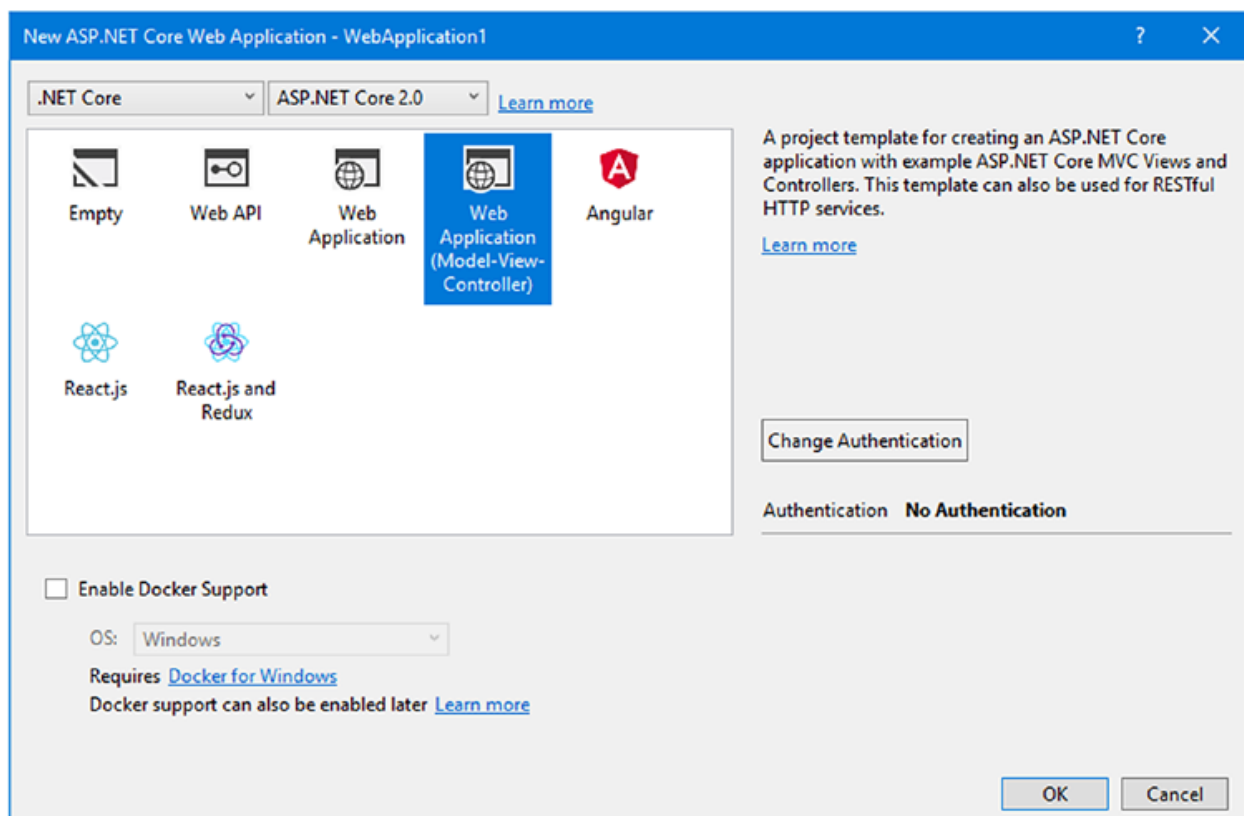 New ASP.NET Core Web Application - WebApplication1
?
.NET Core
ASP.NET Core 2.0
Learn more
Empty
Web API
Web
Application
Web
Application
(Model-View-
Controller)
Angular
React.js
React.js and
Redux
A project template for creating an ASP.NET Core
application with example ASP.NET Core MVC Views and
Controllers. This template can also be used for RESTful
HTTP services.
Learn more
Change Authentication
Authentication No Authentication
Enable Docker Support
OS: Windows
Requires Docker for Windows
Docker support can also be enabled later Learn more
OK
Cancel